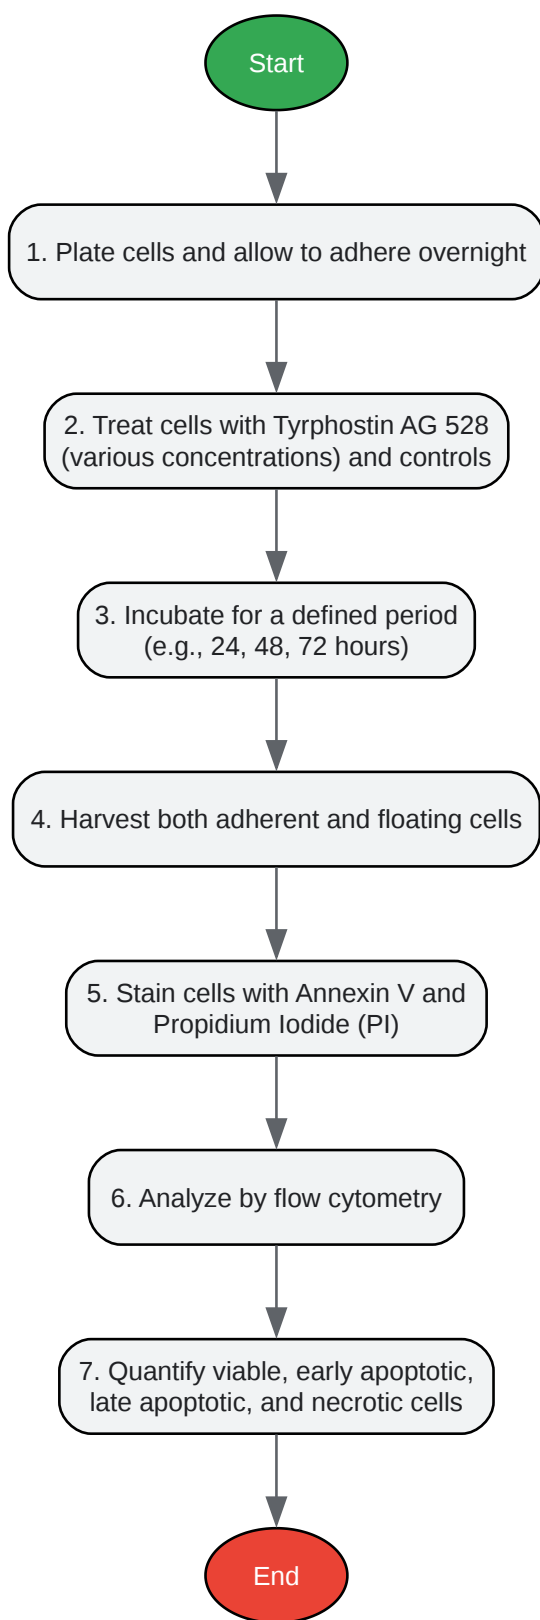 Start
1. Plate cells and allow to adhere overnight
2. Treat cells with Tyrphostin AG 528
(various concentrations) and controls
3. Incubate for a defined period
(e.g., 24, 48, 72 hours)
4. Harvest both adherent and floating cells
5. Stain cells with Annexin V and
Propidium Iodide (PI)
6. Analyze by flow cytometry
7. Quantify viable, early apoptotic,
late apoptotic, and necrotic cells
End